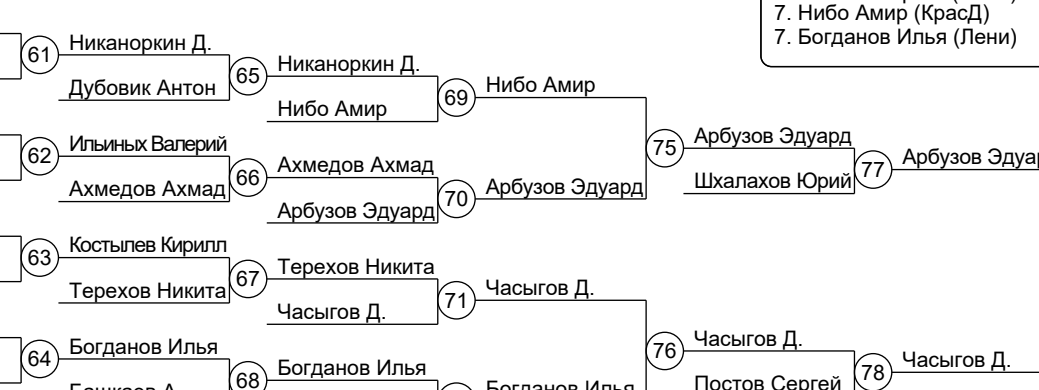 7. Нибо Амир (КрасД)
7. Богданов Илья (Лени)
61
Никаноркин Д.
Дубовик Антон
65
Никаноркин Д.
Нибо Амир
69
Нибо Амир
62
Ильиных Валерий
Ахмедов Ахмад
66
Ахмедов Ахмад
Арбузов Эдуард
70
Арбузов Эдуард
75
Арбузов Эдуард
Шхалахов Юрий
77
Арбузов
63
Костылев Кирилл
Терехов Никита
67
Терехов Никита
Часыгов Д.
71
Часыгов Д.
64
Богданов Илья
68
Богданов Илья
Богданов Илья
76
Часыгов Д.
Постов Сергей
78
Часыгов Д.